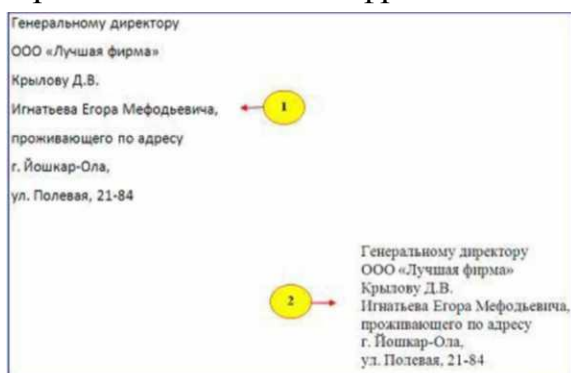 Генеральному директору
ООО «Лучшая фирма»
Крылову Д.В.
Игнатьева Егора Мефодьевича,
1
проживающего по адресу
г. Йошкар-Ола,
ул. Полевая, 21-84
Генеральному директору
ООО «Лучшая фирма»
Крылову Д.В.
2
Игнатьева Егора Мефодьевича,
проживающего по адресу
г. Йошкар-Ола,
ул. Полевая, 21-84